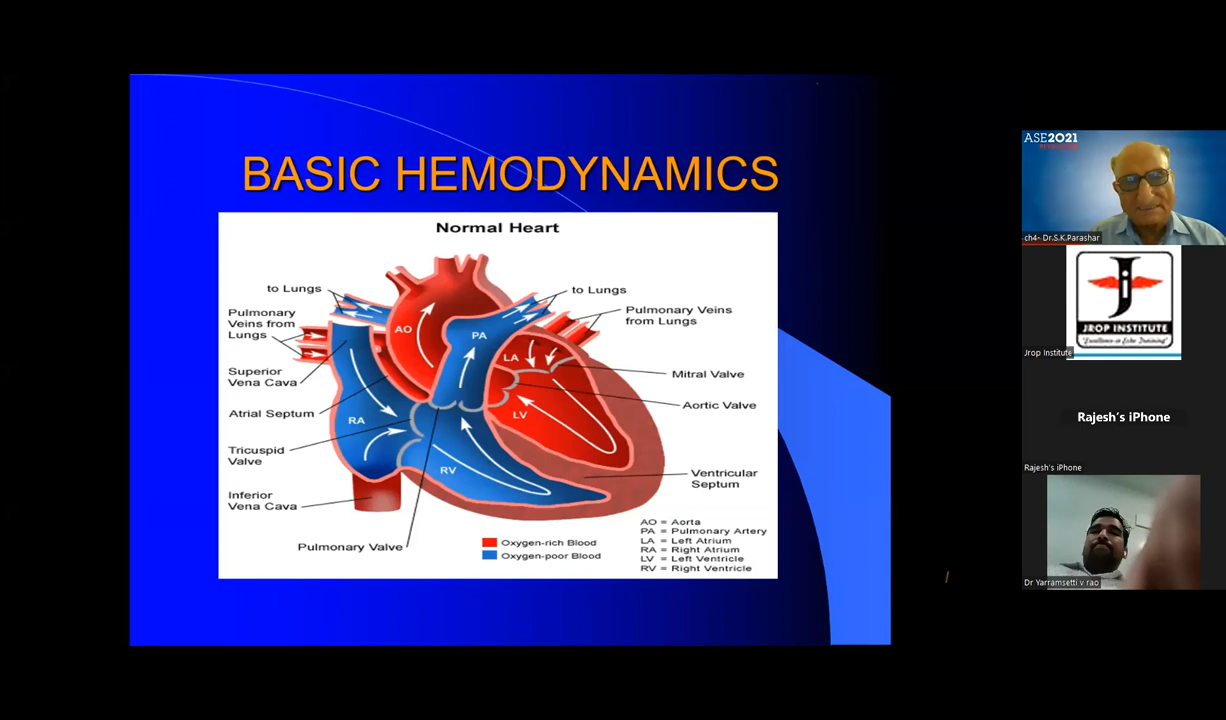 BASIC HEMODYNAMICS
Normal Heart
to Lungs
to Lungs
Pulmonary
Veins from
Lungs
Pulmonary Veins
from Lungs
AO
PA
LA
Superior
Vena Cava
Mitral Valve
Atrial Septum
Aortic Valve
RA
LV
Tricuspid
Valve
RV
Ventricular
Septum
Inferior
Vena Cava
Pulmonary Valve
Oxygen-rich Blood
Oxygen-poor Blood
AO = Aorta
PA = Pulmonary Artery
LA = Left Atrium
RA = Right Atrium
LV = Left Ventricle
RV = Right Ventricle
ASE2021
ch4- Dr.S.K.Parashar
J
JROP INSTITUTE
"Excellence in Echo Training"
Jrop Institute
Rajesh's iPhone
Rajesh's iPhone
Dr Yarramsetti v rao